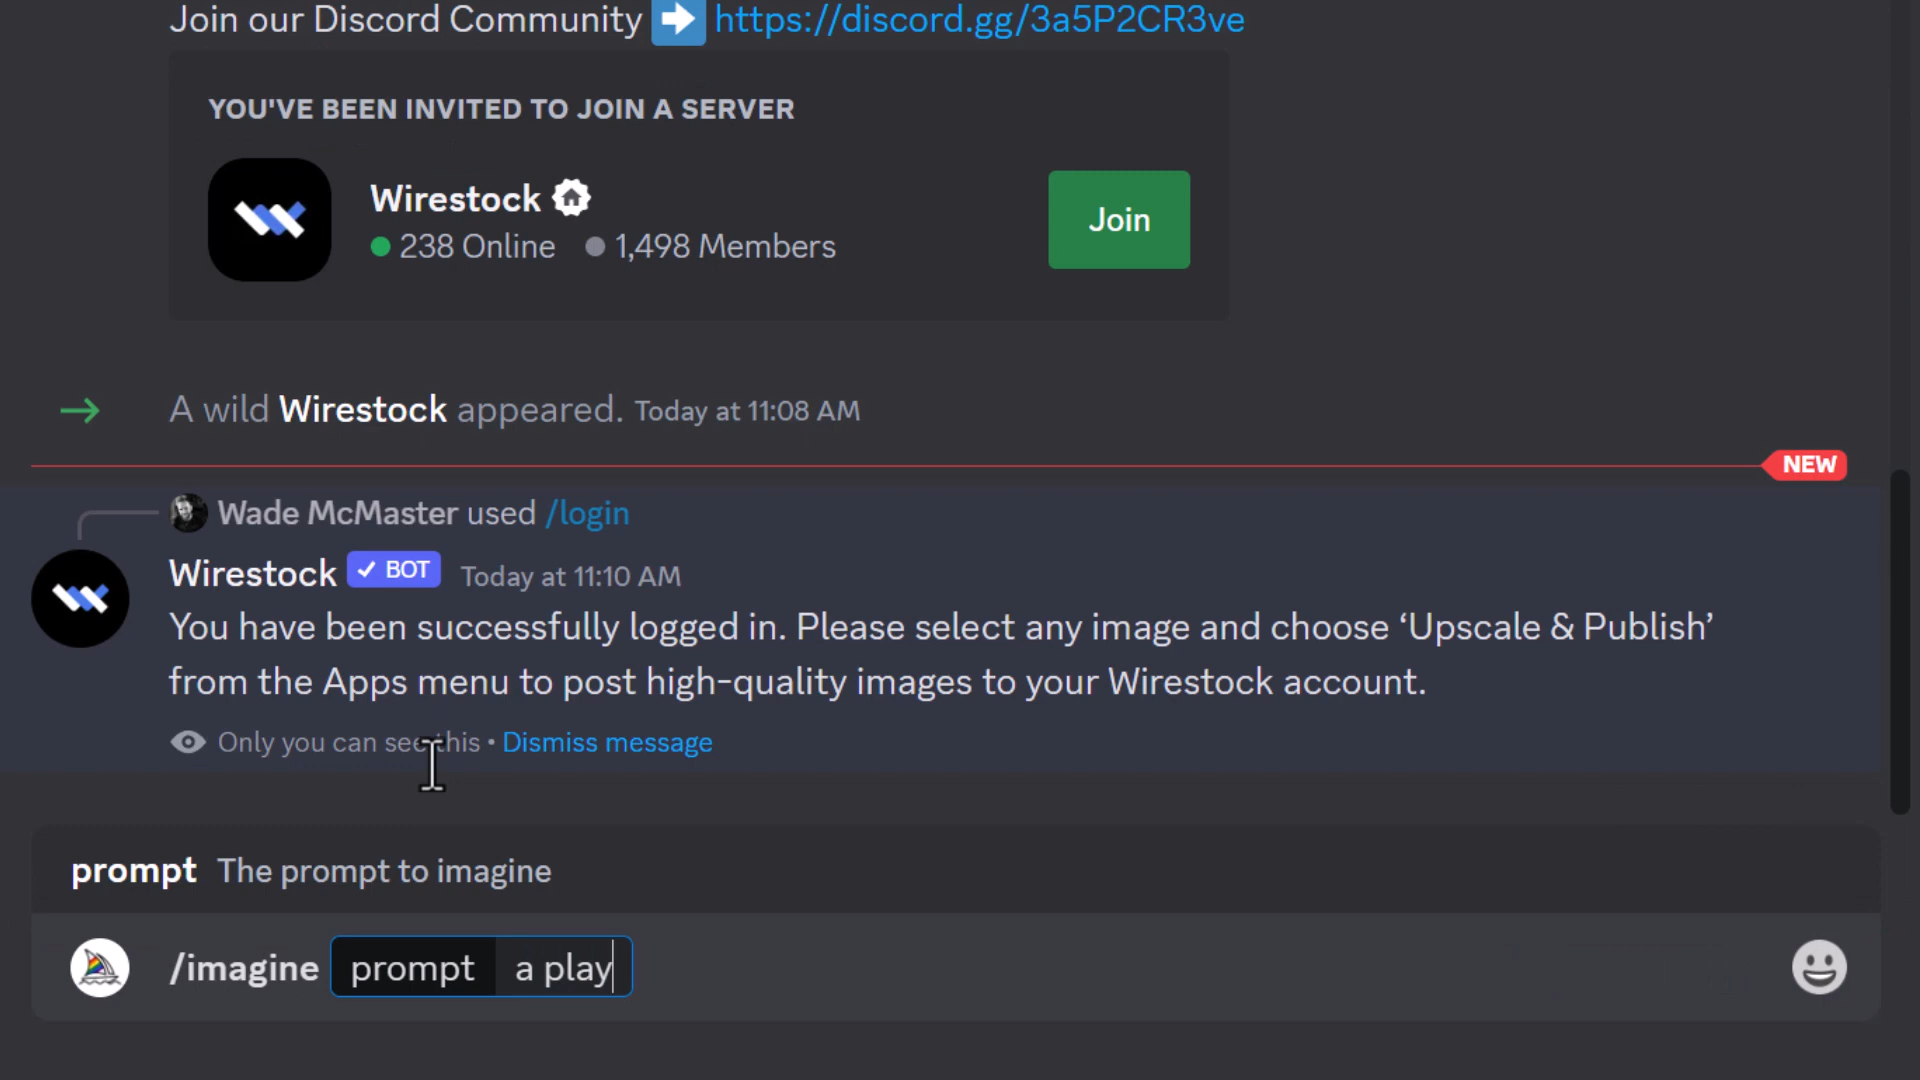 Join our Discord Community ➡ https://discord.gg/3a5P2CR3ve
YOU'VE BEEN INVITED TO JOIN A SERVER
Wirestock
238 Online 1,498 Members
Join
A wild Wirestock appeared. Today at 11:08 AM
NEW
Wade McMaster used /login
Wirestock ✓ BOT Today at 11:10 AM
You have been successfully logged in. Please select any image and choose ‘Upscale & Publish’
from the Apps menu to post high-quality images to your Wirestock account.
Only you can see this • Dismiss message
prompt The prompt to imagine
/imagine prompt a play